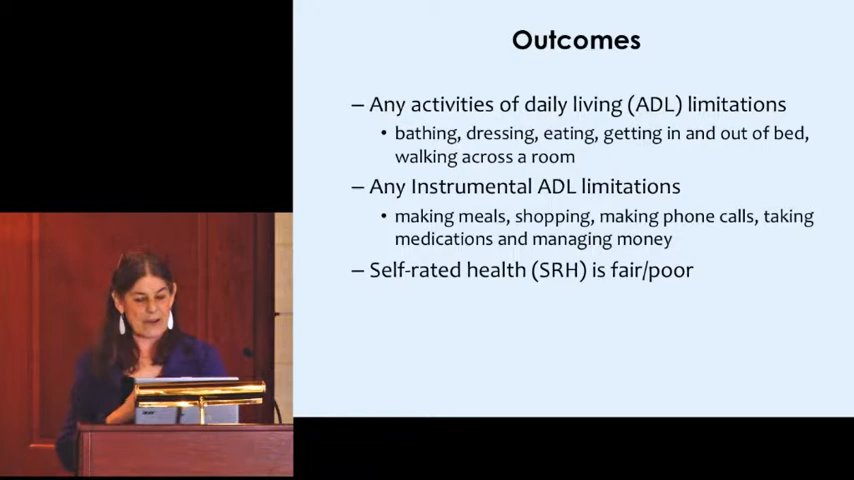 Outcomes
– Any activities of daily living (ADL) limitations
• bathing, dressing, eating, getting in and out of bed,
walking across a room
– Any Instrumental ADL limitations
• making meals, shopping, making phone calls, taking
medications and managing money
– Self-rated health (SRH) is fair/poor
acer